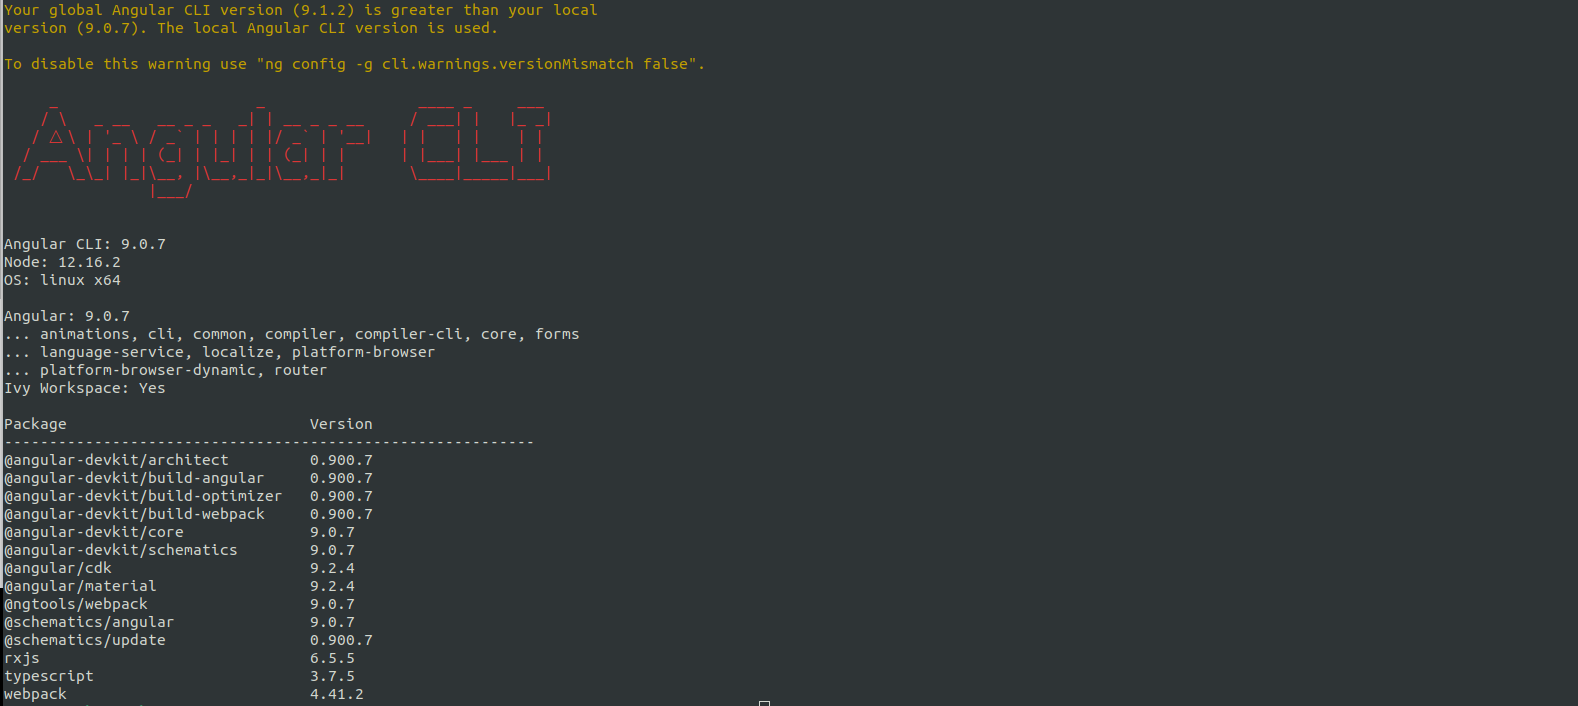 Your global Angular CLI version (9.1.2) is greater than your local
version (9.0.7). The local Angular CLI version is used.
To disable this warning use "ng config -g cli.warnings.versionMismatch false".
Angular CLI
Angular CLI: 9.0.7
Node: 12.16.2
OS: linux x64
Angular: 9.0.7
... animations, cli, common, compiler, compiler-cli, core, forms
... language-service, localize, platform-browser
... platform-browser-dynamic, router
Ivy Workspace: Yes
Package Version
-----------------------------------------------------------
@angular-devkit/architect 0.900.7
@angular-devkit/build-angular 0.900.7
@angular-devkit/build-optimizer 0.900.7
@angular-devkit/build-webpack 0.900.7
@angular-devkit/core 9.0.7
@angular-devkit/schematics 9.0.7
@angular/cdk 9.2.4
@angular/material 9.2.4
@ngtools/webpack 9.0.7
@schematics/angular 9.0.7
@schematics/update 0.900.7
rxjs 6.5.5
typescript 3.7.5
webpack 4.41.2